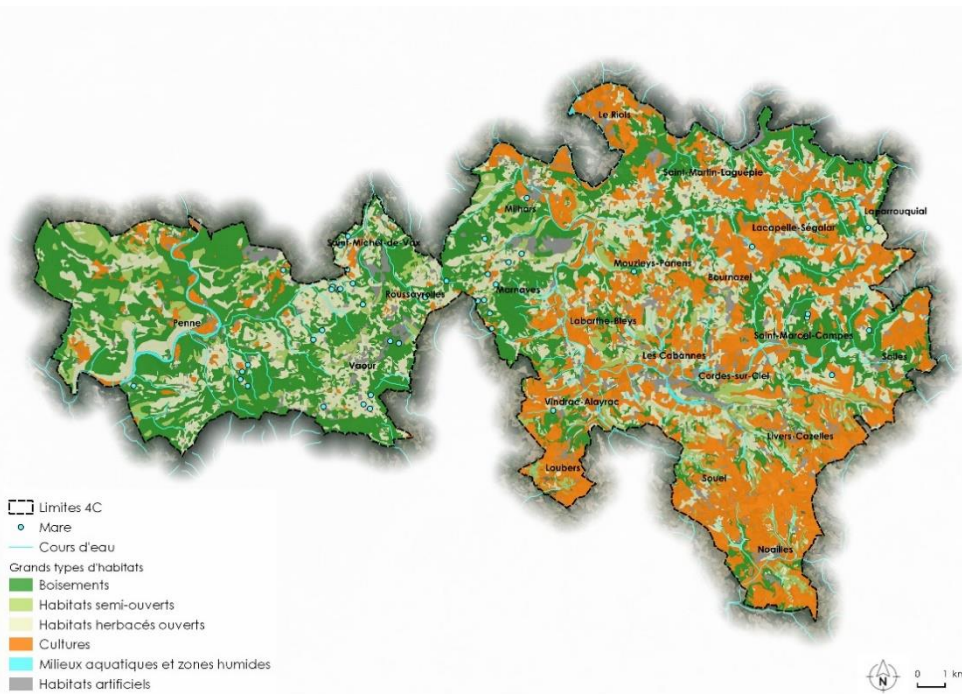 Le Riols
Saint-Martin-Laguépie
Milhars
Laparrouquial
Lacapelle-Ségalar
Saint-Michel-de-Vax
Mouzieys-Panens
Bournazel
Marnaves
Roussayrolles
Penne
Labarthe-Bleys
Saint-Marcel-Campes
Les Cabannes
Salles
Vaour
Cordes-sur-Ciel
Vindrac-Alayrac
Livers-Cazelles
Loubers
Souel
Noailles
Limites 4C
Mare
Cours d'eau
Grands types d'habitats
Boisements
Habitats semi-ouverts
Habitats herbacés ouverts
Cultures
Milieux aquatiques et zones humides
Habitats artificiels
N
0 1 km